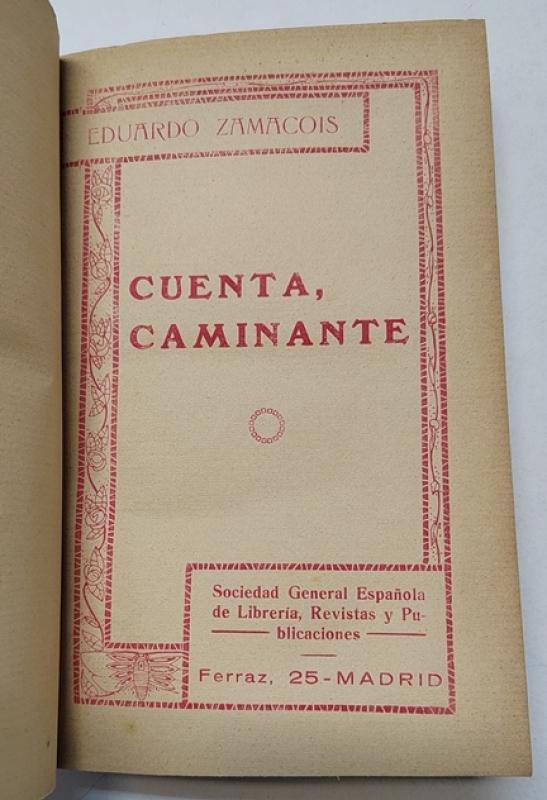 EDUARDO ZAMACOIS
CUENTA,
CAMINANTE
Sociedad General Española
de Librería, Revistas y Pu-
blicaciones
Ferraz, 25-MADRID